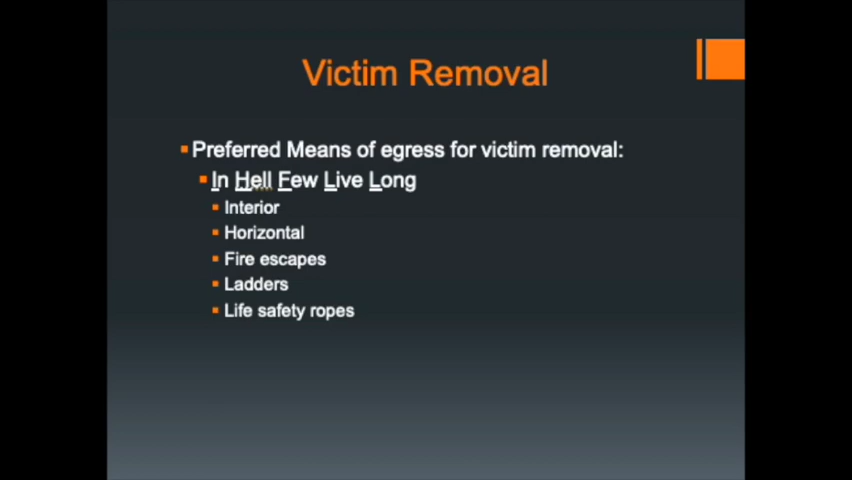 Victim Removal
Preferred Means of egress for victim removal:
In Hell Few Live Long
Interior
Horizontal
Fire escapes
Ladders
Life safety ropes